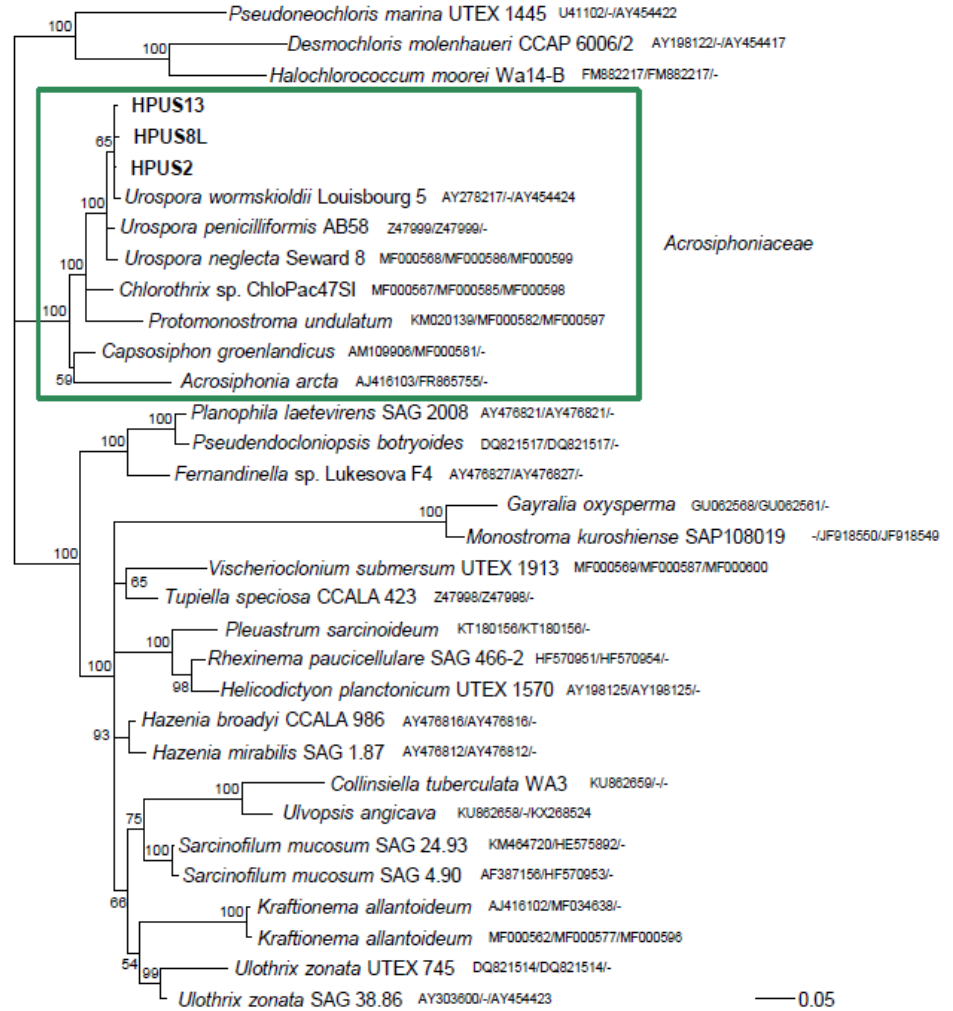 Pseudoneochloris marina UTEX 1445 U41102/-/AY454422
100
Desmochloris molenhaueri CCAP 6006/2 AY198122/-/AY454417
100
Halochlorococcum moorei Wa14-B FM882217/FM882217/-
HPUS13
65
HPUS8L
HPUS2
Urospora wormskioldii Louisbourg 5 AY278217/-/AY454424
100
Urospora penicilliformis AB58 Z47999/Z47999/-
Acrosiphoniaceae
Urospora neglecta Seward 8 MF000568/MF000586/MF000599
100
Chlorothrix sp. ChloPac47SI MF000567/MF000585/MF000598
100
Protomonostroma undulatum KM020139/MF000582/MF000597
Capsosiphon groenlandicus AM109906/MF000581/-
59
Acrosiphonia arcta AJ416103/FR865755/-
Planophila laetevirens SAG 2008 AY476821/AY476821/-
100
Pseudendocloniopsis botryoides DQ821517/DQ821517/-
100
Fernandinella sp. Lukesova F4 AY476827/AY476827/-
Gayralia oxysperma GU062568/GU062561/-
100
Monostroma kuroshiense SAP108019 -/JF918550/JF918549
100
Vischerioclonium submersum UTEX 1913 MF000569/MF000587/MF000600
65
Tupiella speciosa CCALA 423 Z47998/Z47998/-
Pleuastrum sarcinoideum KT180156/KT180156/-
100
Rhexinema paucicellulare SAG 466-2 HF570951/HF570954/-
100
98
Helicodictyon planctonicum UTEX 1570 AY198125/AY198125/-
Hazenia broadyi CCALA 986 AY476816/AY476816/-
93
Hazenia mirabilis SAG 1.87 AY476812/AY476812/-
Collinsiella tuberculata WA3 KU862659/-/-
100
Ulvopsis angicava KU862658/-/KX268524
75
Sarcinofilum mucosum SAG 24.93 KM464720/HE575892/-
100
Sarcinofilum mucosum SAG 4.90 AF387156/HF570953/-
66
Kraftionema allantoideum AJ416102/MF034638/-
100
Kraftionema allantoideum MF000562/MF000577/MF000596
54
Ulothrix zonata UTEX 745 DQ821514/DQ821514/-
99
Ulothrix zonata SAG 38.86 AY303600/-/AY454423
0.05